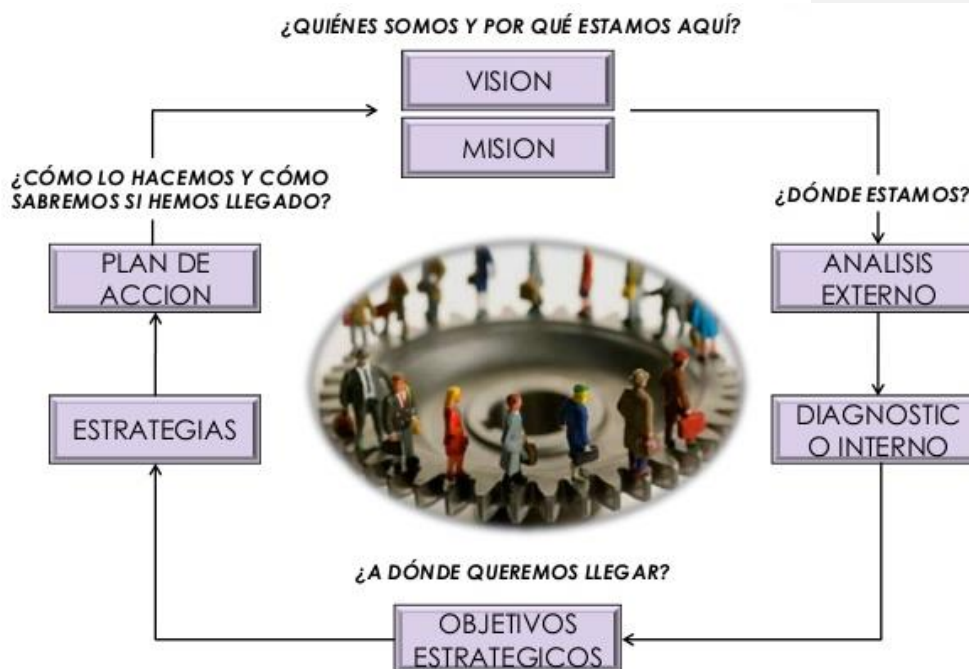 ¿QUIÉNES SOMOS Y POR QUÉ ESTAMOS AQUÍ?
VISION
MISION
¿CÓMO LO HACEMOS Y CÓMO
SABREMOS SI HEMOS LLEGADO?
¿DÓNDE ESTAMOS?
PLAN DE
ACCION
ANALISIS
EXTERNO
ESTRATEGIAS
DIAGNOSTIC
O INTERNO
¿A DÓNDE QUEREMOS LLEGAR?
OBJETIVOS
ESTRATEGICOS